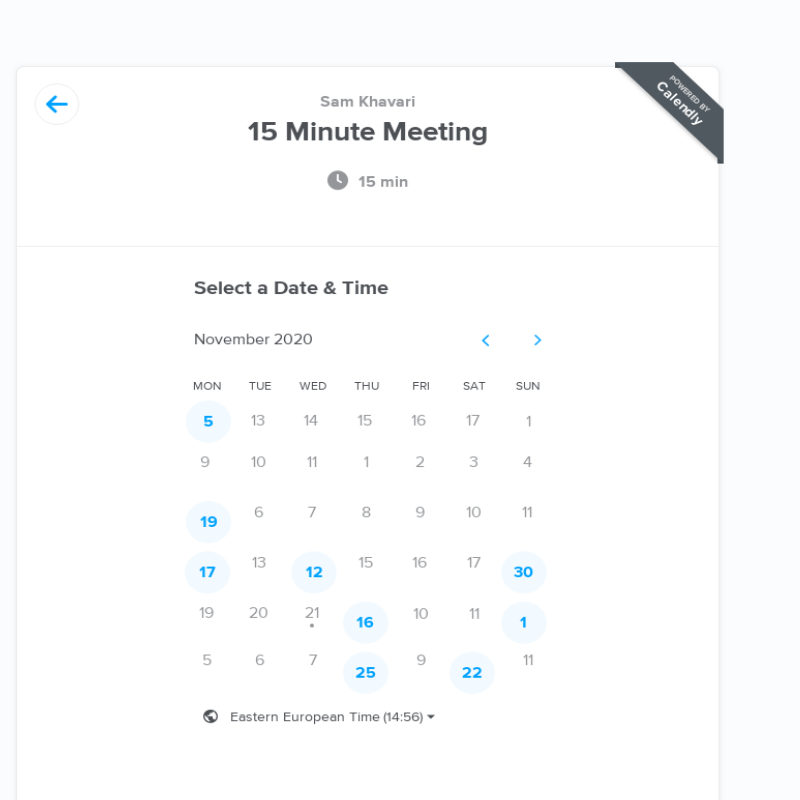 POWERED BY
Calendly
Sam Khavari
15 Minute Meeting
15 min
Select a Date & Time
November 2020
MON TUE WED THU FRI SAT SUN
5 13 14 15 16 17 1
9 10 11 1 2 3 4
19 6 7 8 9 10 11
17 13 12 15 16 17 30
19 20 21 16 10 11 1
5 6 7 25 9 22 11
Eastern European Time (14:56)